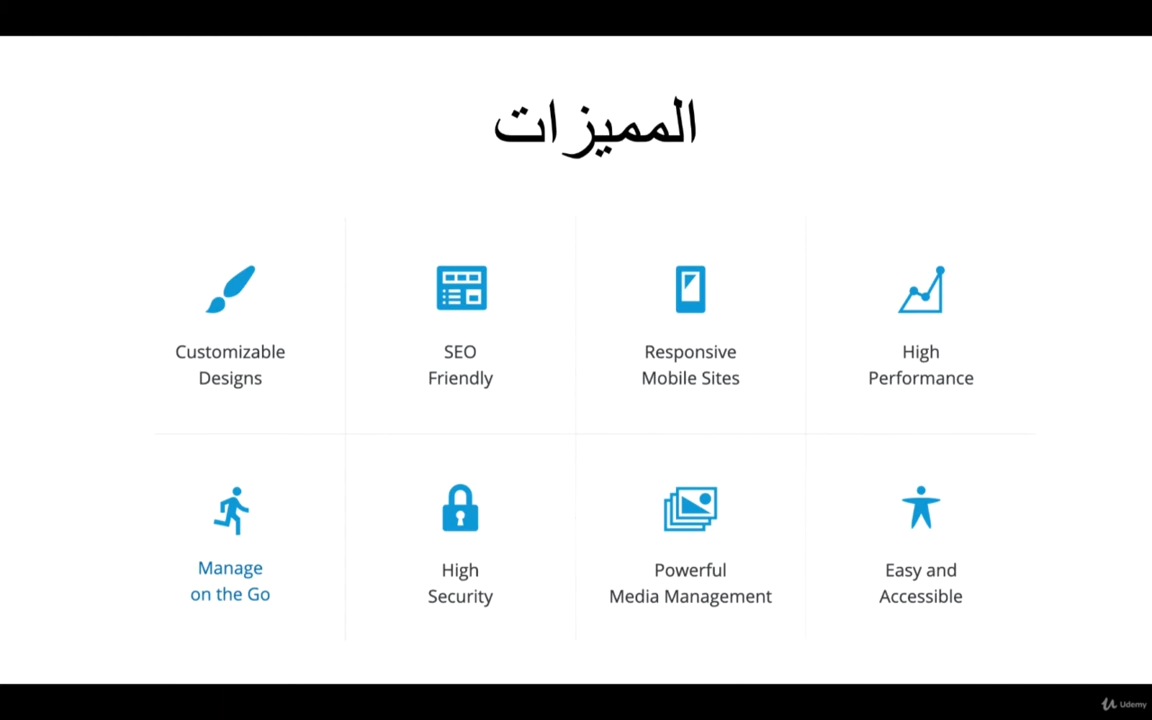 المميزات
Customizable
Designs
SEO
Friendly
Responsive
Mobile Sites
High
Performance
Manage
on the Go
High
Security
Powerful
Media Management
Easy and
Accessible
Udemy